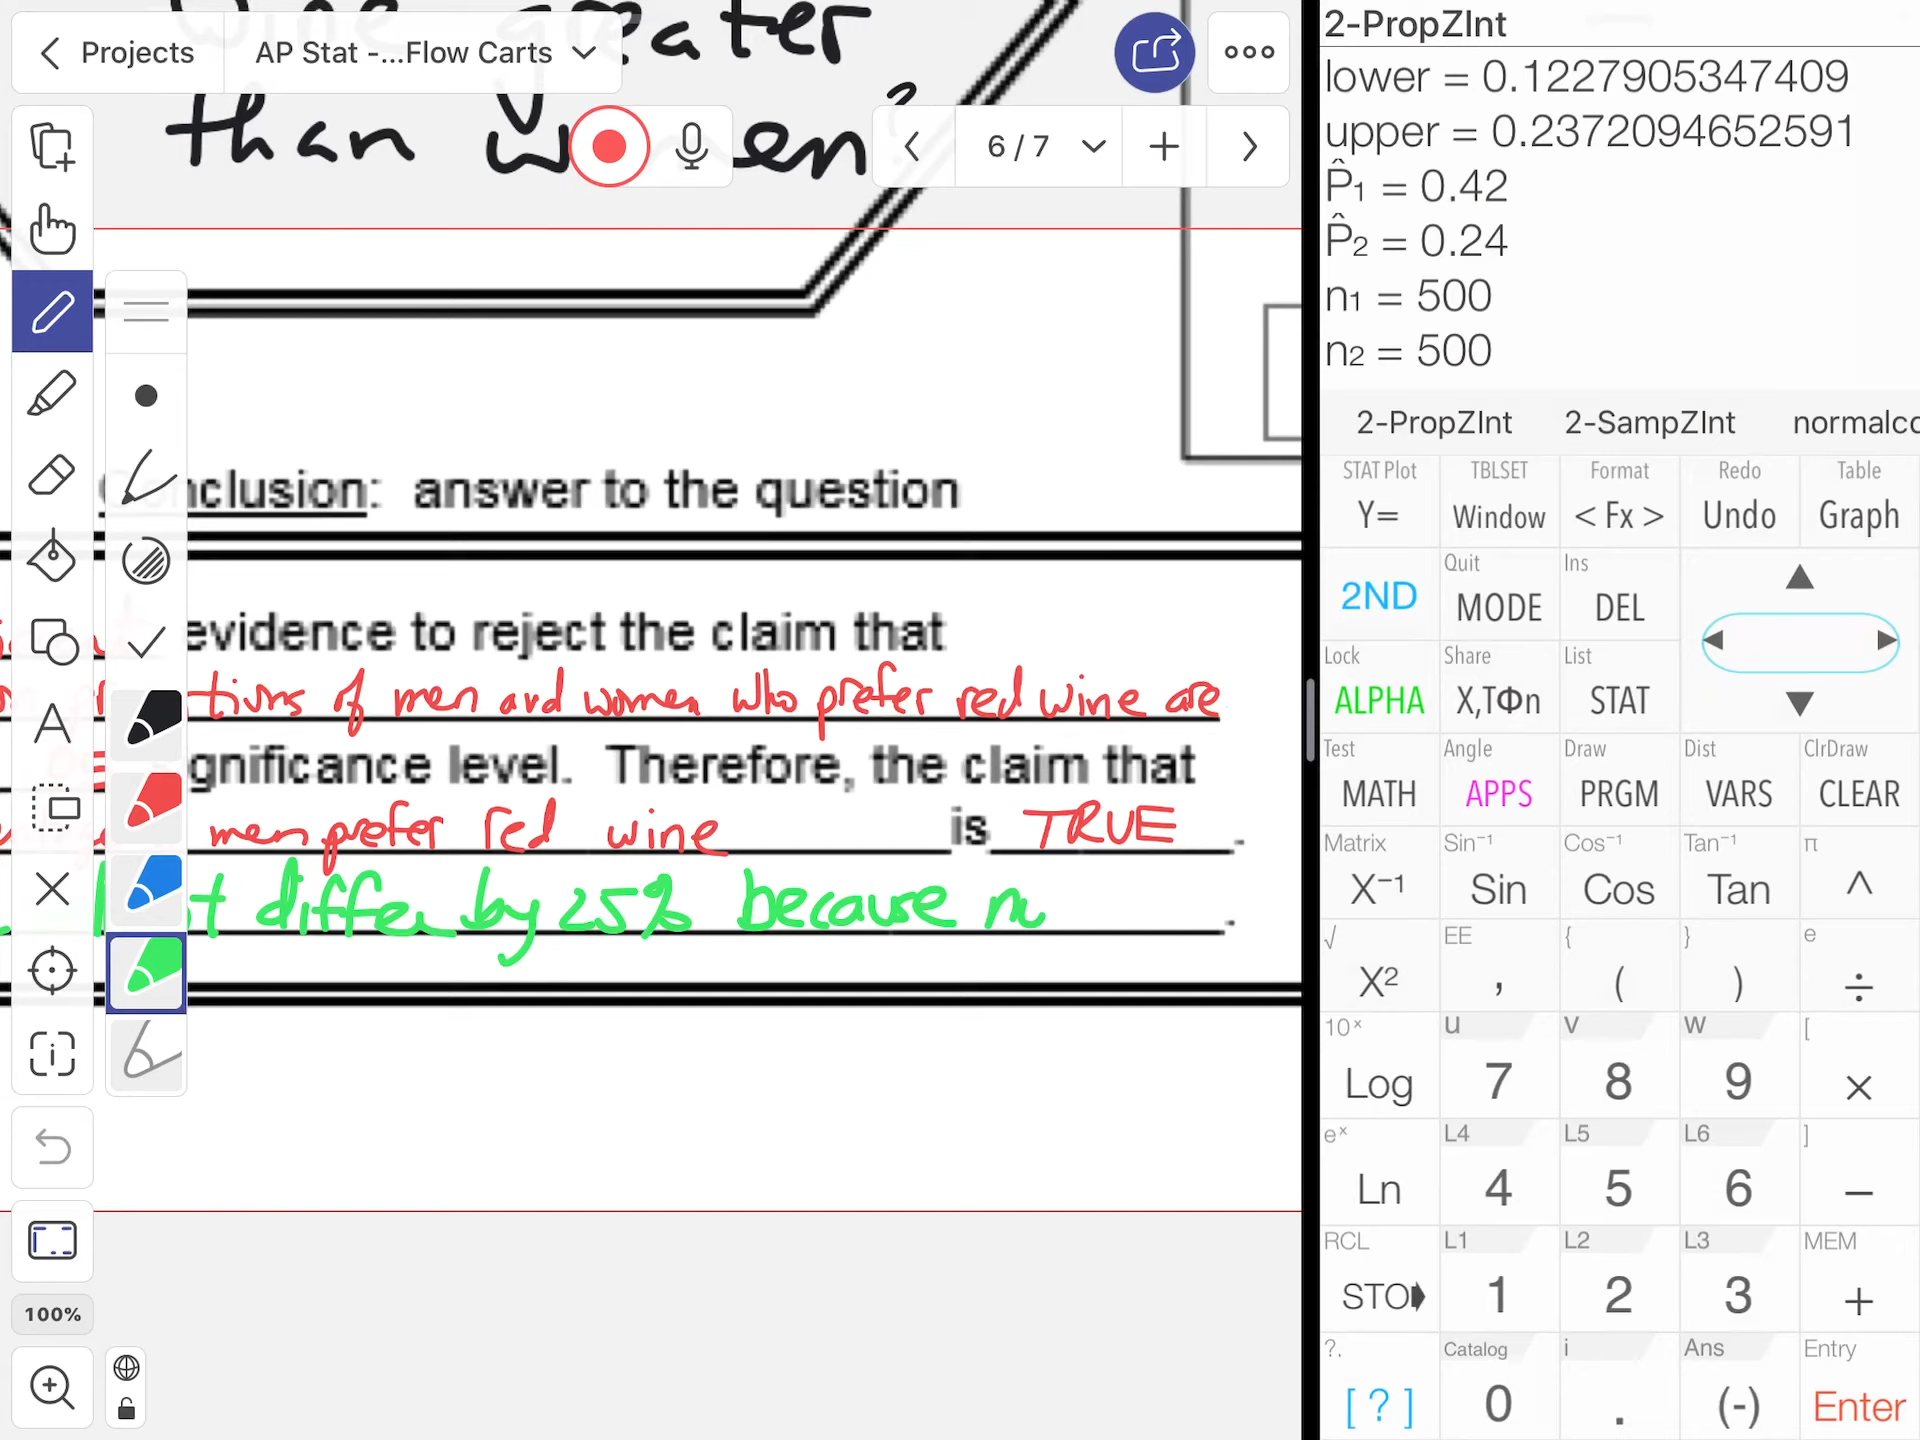 greater
than women?
Projects
AP Stat -...Flow Carts
6 / 7
Conclusion: answer to the question
evidence to reject the claim that
tions of men and women who prefer red wine are
gnificance level. Therefore, the claim that
men prefer red wine is TRUE.
differ by 25% because
100%
2-PropZInt
lower = 0.1227905347409
upper = 0.2372094652591
P̂1 = 0.42
P̂2 = 0.24
n1 = 500
n2 = 500
2-PropZInt 2-SampZInt normalc
STAT Plot TBLSET Format Redo Table
Y= Window < Fx > Undo Graph
Quit Ins
2ND MODE DEL
Lock Share List
ALPHA X,TΦn STAT
Test Angle Draw Dist ClrDraw
MATH APPS PRGM VARS CLEAR
Matrix Sin⁻¹ Cos⁻¹ Tan⁻¹ π
X⁻¹ Sin Cos Tan ^
√ EE { } e
X² , ( ) ÷
10ˣ u v w [
Log 7 8 9 ×
eˣ L4 L5 L6 ]
Ln 4 5 6 −
RCL L1 L2 L3 MEM
STO 1 2 3 +
?. Catalog i Ans Entry
[ ? ] 0 . (-) Enter